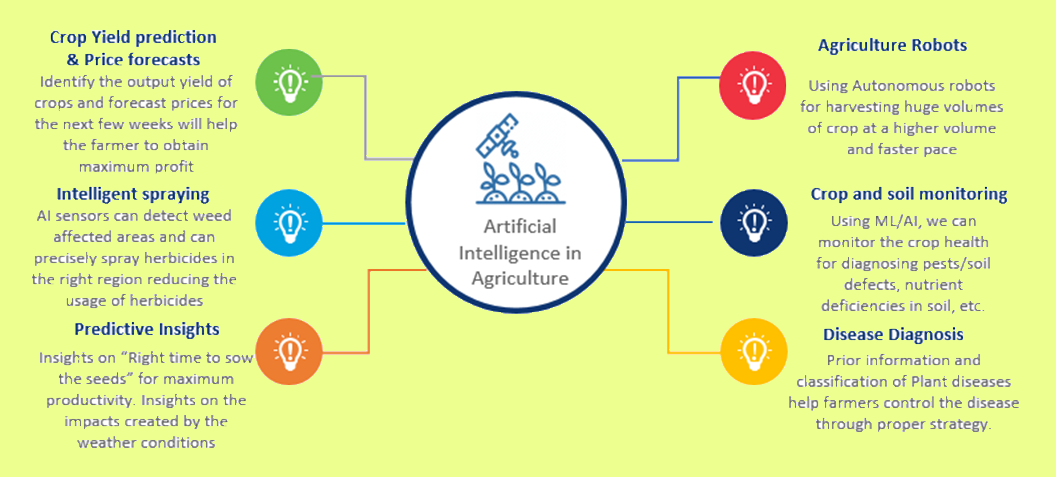 Crop Yield prediction
& Price forecasts
Identify the output yield of
crops and forecast prices for
the next few weeks will help
the farmer to obtain
maximum profit
Intelligent spraying
AI sensors can detect weed
affected areas and can
precisely spray herbicides in
the right region reducing the
usage of herbicides
Predictive Insights
Insights on “Right time to sow
the seeds” for maximum
productivity. Insights on the
impacts created by the
weather conditions
Artificial
Intelligence in
Agriculture
Agriculture Robots
Using Autonomous robots
for harvesting huge volumes
of crop at a higher volume
and faster pace
Crop and soil monitoring
Using ML/AI, we can
monitor the crop health
for diagnosing pests/soil
defects, nutrient
deficiencies in soil, etc.
Disease Diagnosis
Prior information and
classification of Plant diseases
help farmers control the disease
through proper strategy.